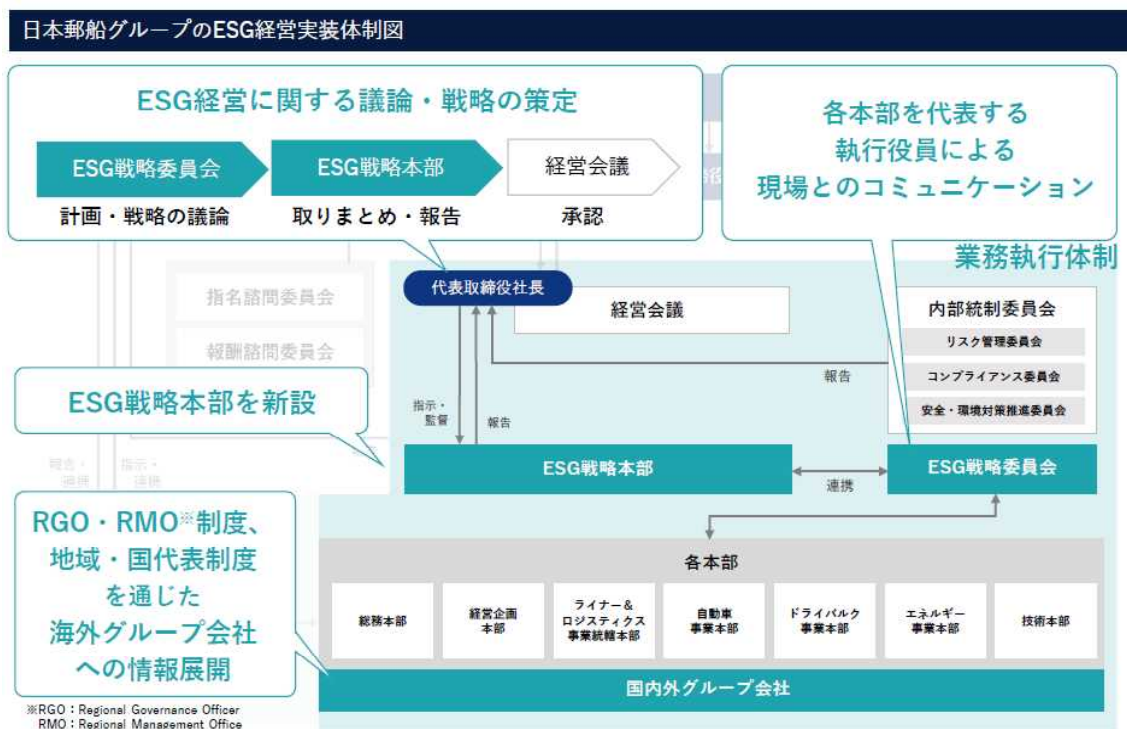 日本郵船グループのESG経営実装体制図
ESG経営に関する議論・戦略の策定
ESG戦略委員会
ESG戦略本部
経営会議
計画・戦略の議論
取りまとめ・報告
承認
各本部を代表する
執行役員による
現場とのコミュニケーション
業務執行体制
指名諮問委員会
報酬諮問委員会
代表取締役社長
経営会議
内部統制委員会
リスク管理委員会
コンプライアンス委員会
安全・環境対策推進委員会
報告
ESG戦略本部を新設
指示・
監督
報告
報告・
連携
指示・
連携
ESG戦略本部
連携
ESG戦略委員会
RGO・RMO※制度、
地域・国代表制度
を通じた
海外グループ会社
への情報展開
各本部
総務本部
経営企画
本部
ライナー&
ロジスティクス
事業統轄本部
自動車
事業本部
ドライバルク
事業本部
エネルギー
事業本部
技術本部
国内外グループ会社
※RGO:Regional Governance Officer
RMO:Regional Management Office